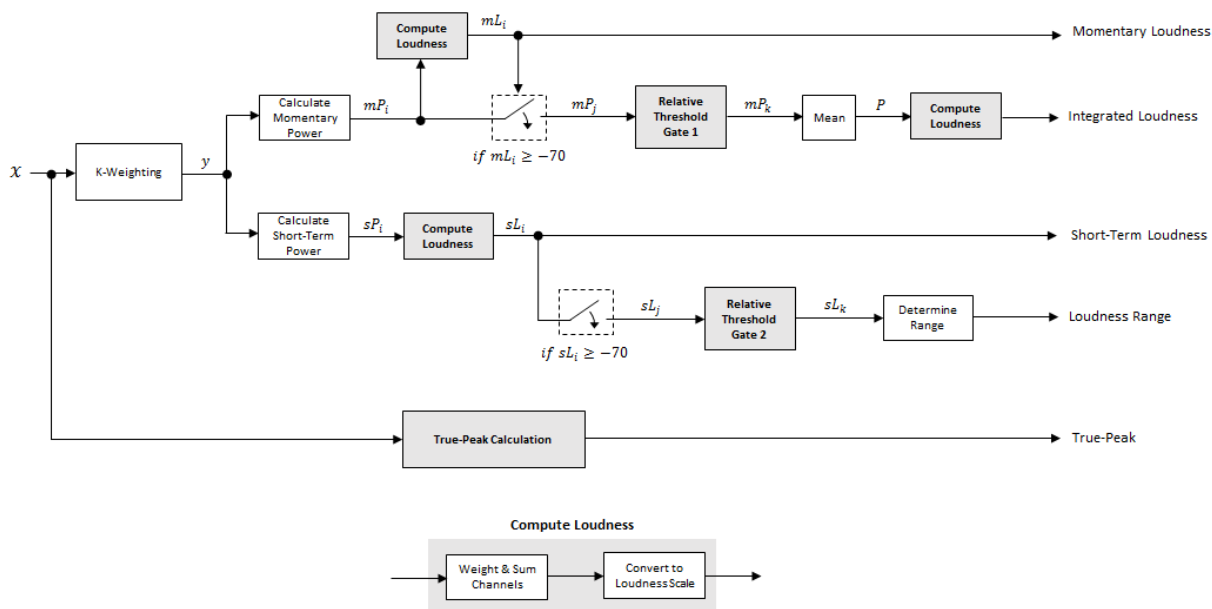 Compute
Loudness
mLᵢ
Momentary Loudness
Calculate
Momentary
Power
mPᵢ
if mLᵢ ≥ −70
mPⱼ
Relative
Threshold
Gate 1
mPₖ
Mean
P
Compute
Loudness
Integrated Loudness
x
K-Weighting
y
Calculate
Short-Term
Power
sPᵢ
Compute
Loudness
sLᵢ
Short-Term Loudness
if sLᵢ ≥ −70
sLⱼ
Relative
Threshold
Gate 2
sLₖ
Determine
Range
Loudness Range
True-Peak Calculation
True-Peak
Compute Loudness
Weight & Sum
Channels
Convert to
Loudness Scale